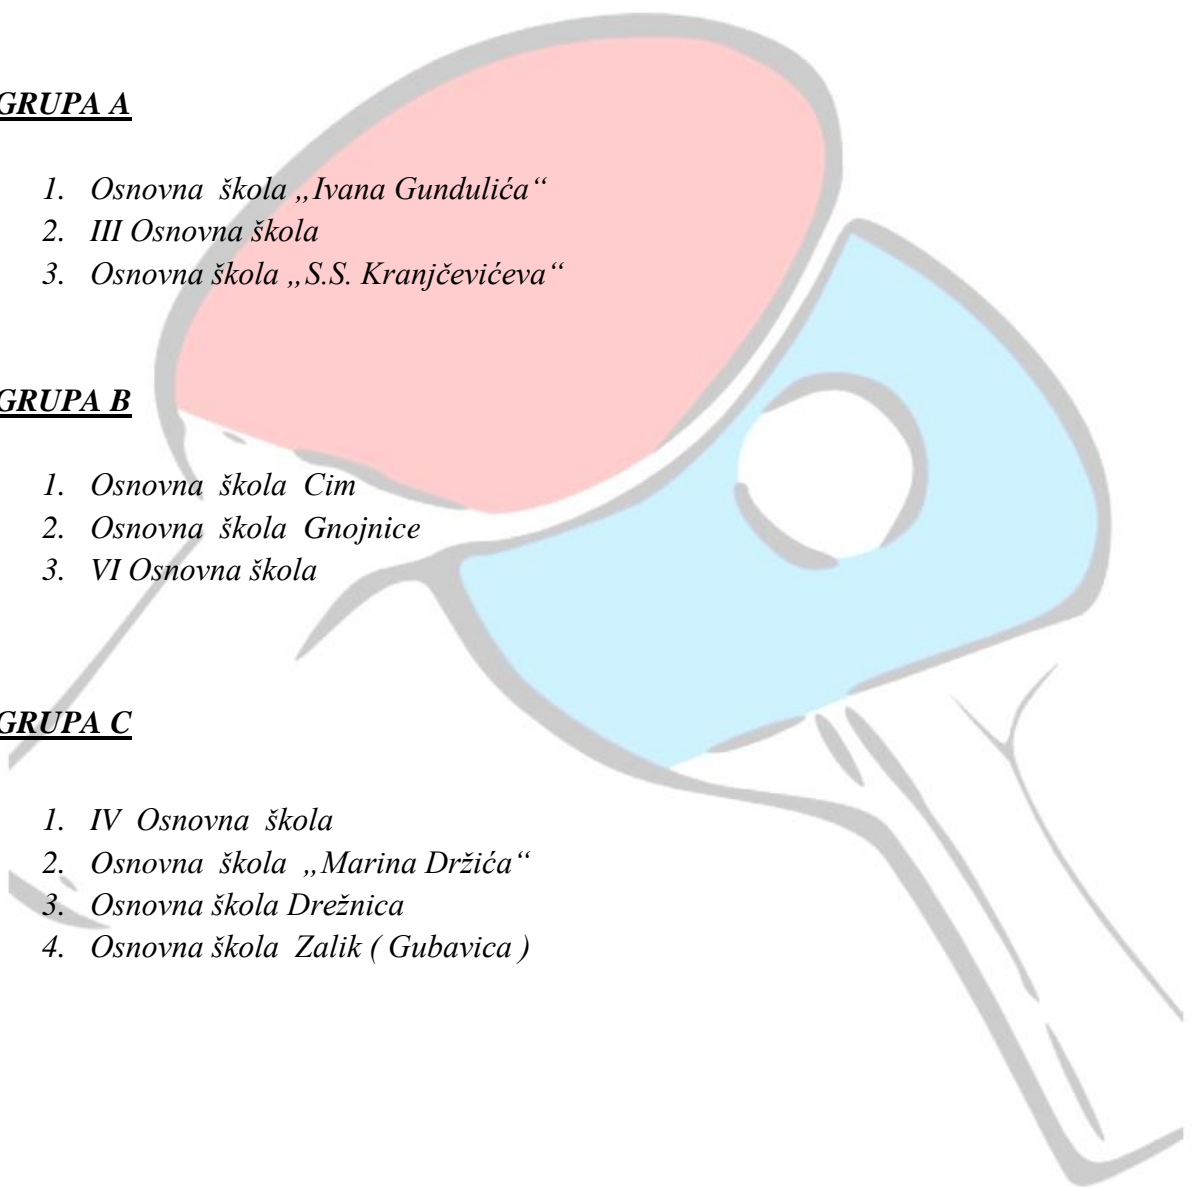 GRUPA A
1. Osnovna škola „Ivana Gundulića“
2. III Osnovna škola
3. Osnovna škola „S.S. Kranjčevićeva“
GRUPA B
1. Osnovna škola Cim
2. Osnovna škola Gnojnice
3. VI Osnovna škola
GRUPA C
1. IV Osnovna škola
2. Osnovna škola „Marina Držića“
3. Osnovna škola Drežnica
4. Osnovna škola Zalik ( Gubavica )